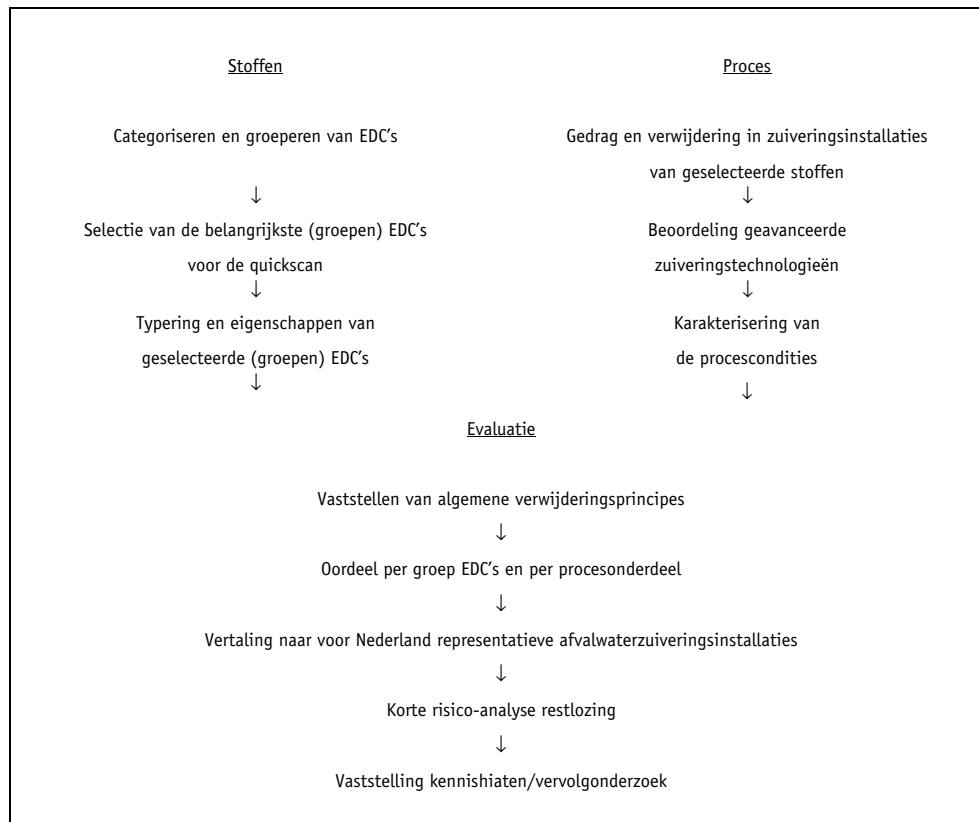 Stoffen
Categoriseren en groeperen van EDC's
↓
Selectie van de belangrijkste (groepen) EDC's
voor de quickscan
↓
Typering en eigenschappen van
geselecteerde (groepen) EDC's
↓
Proces
Gedrag en verwijdering in zuiveringsinstallaties
van geselecteerde stoffen
↓
Beoordeling geavanceerde
zuiveringstechnologieën
↓
Karakterisering van
de procescondities
↓
Evaluatie
Vaststellen van algemene verwijderingsprincipes
↓
Oordeel per groep EDC's en per procesonderdeel
↓
Vertaling naar voor Nederland representatieve afvalwaterzuiveringsinstallaties
↓
Korte risico-analyse restlozing
↓
Vaststelling kennishiaten/vervolgonderzoek